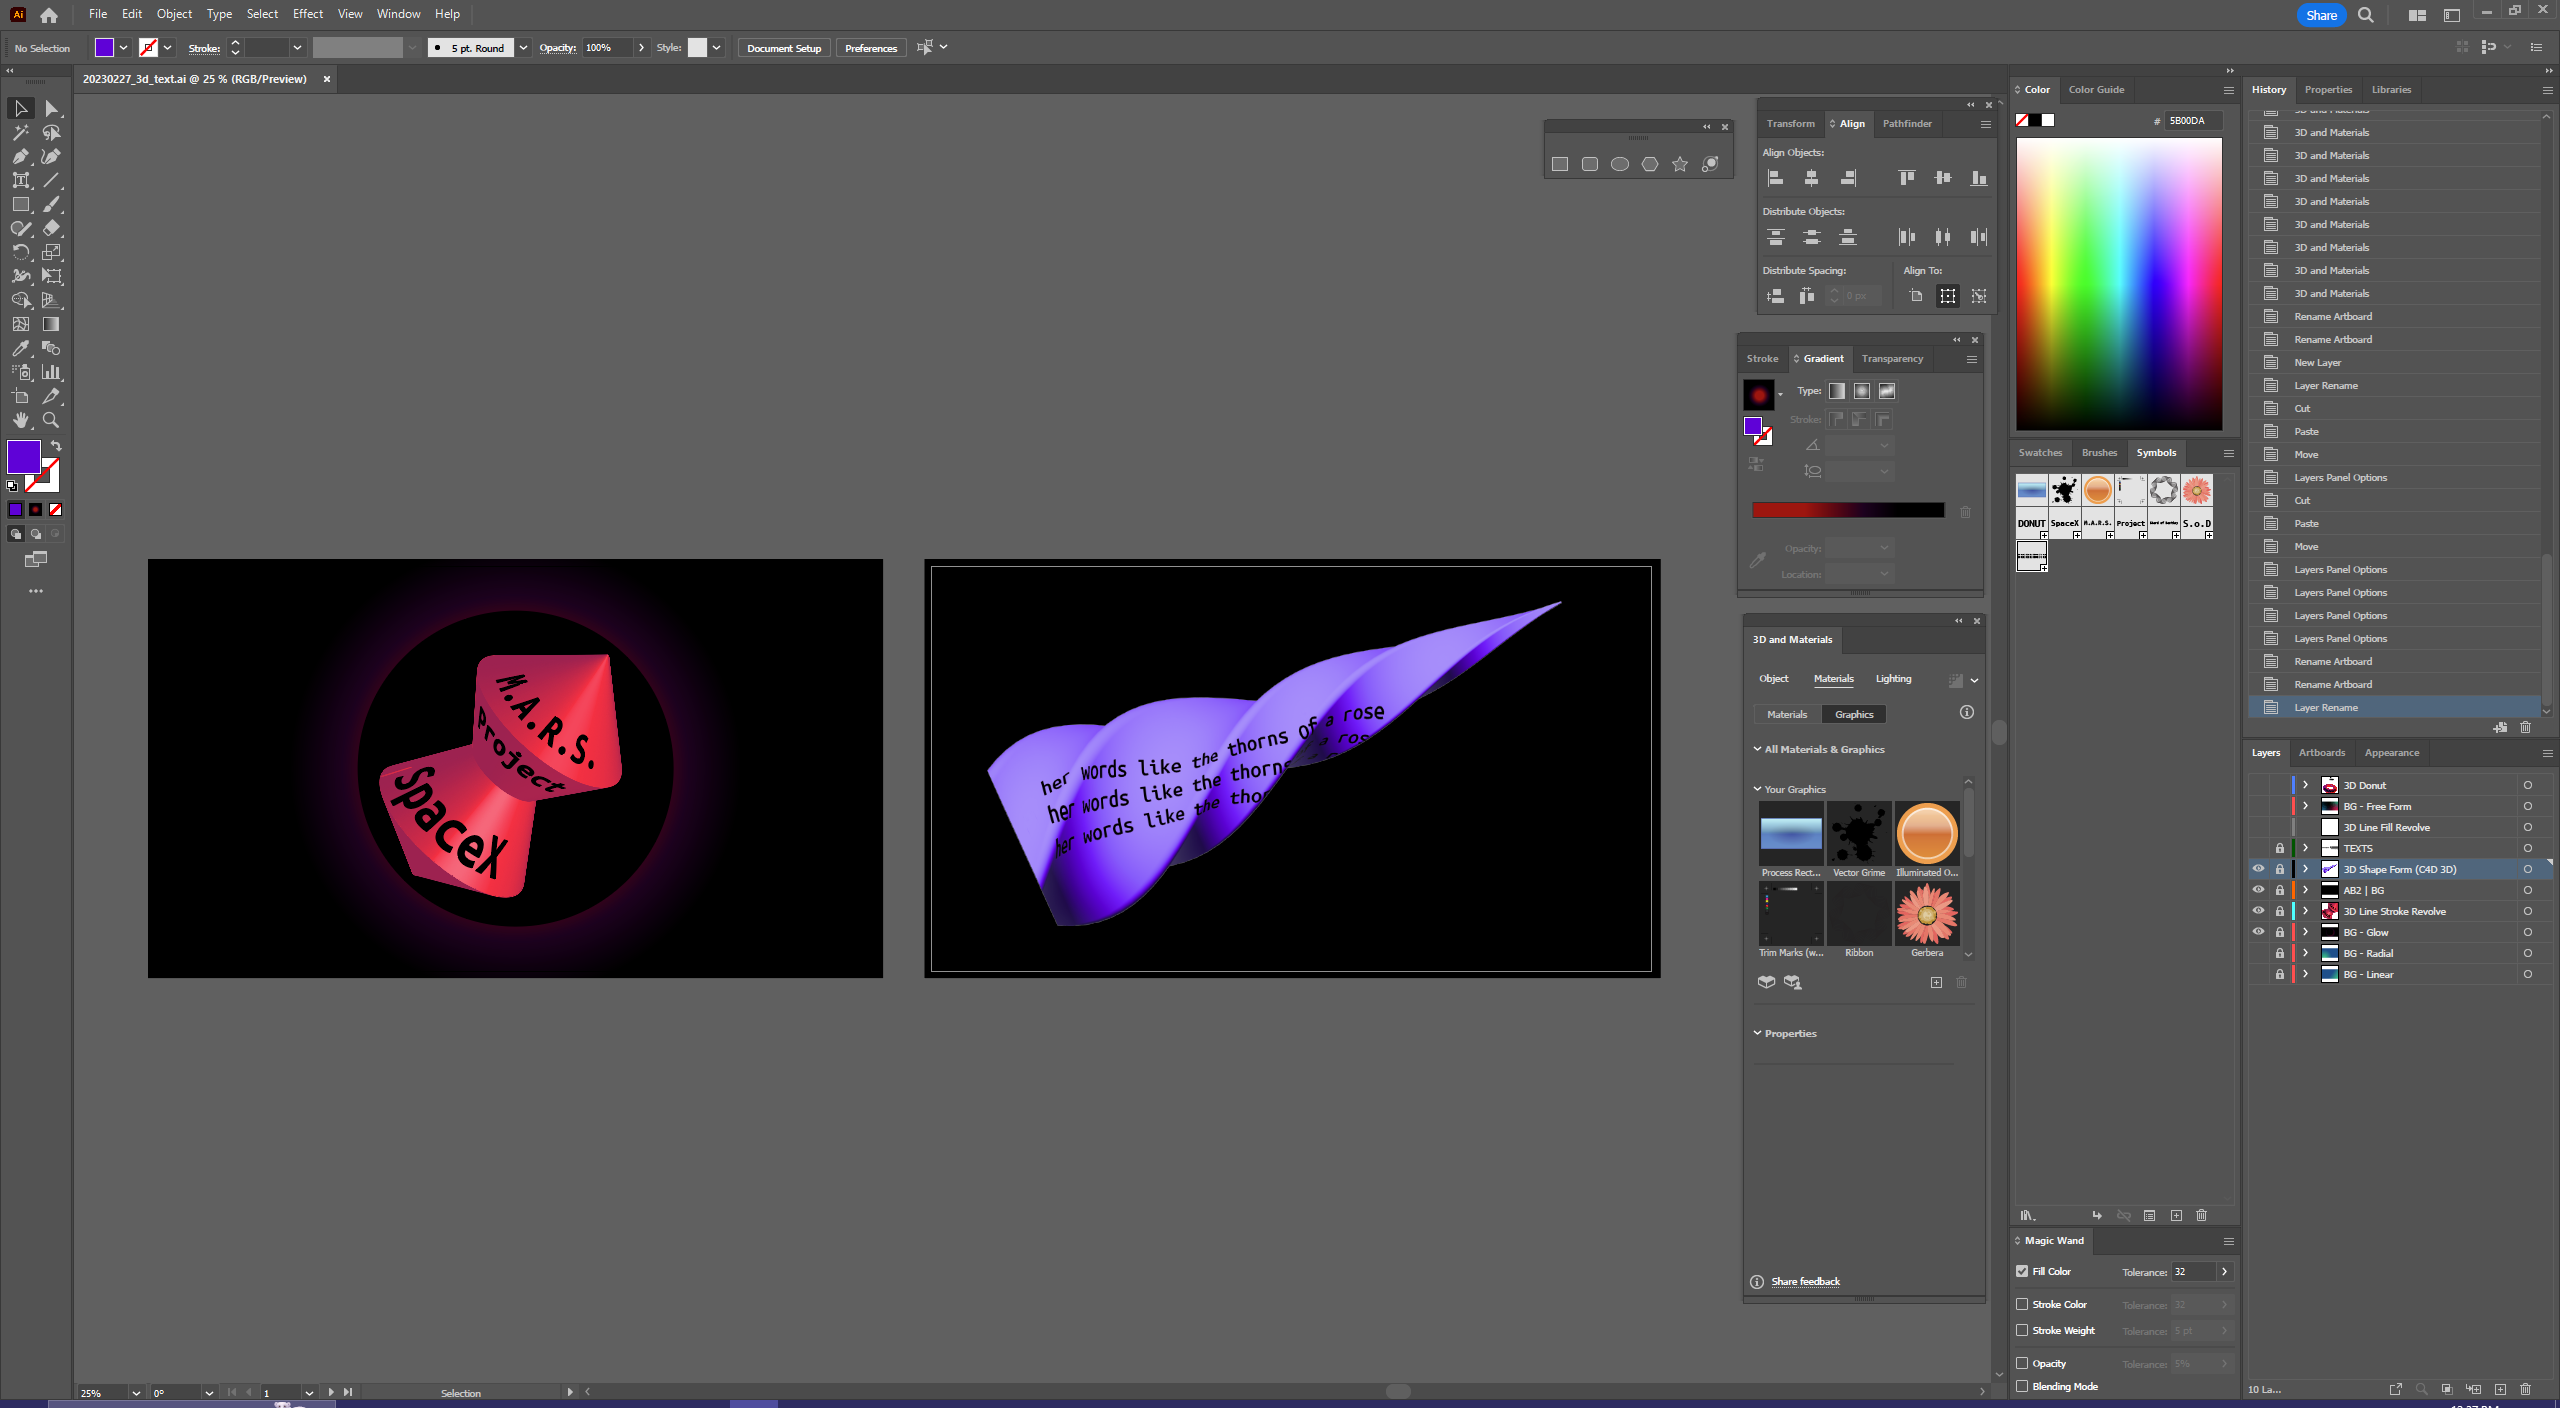 Ai File Edit Object Type Select Effect View Window Help Share
No Selection Stroke: 5 pt. Round Opacity: 100% Style: Document Setup Preferences
20230227_3d_text.ai @ 25 % (RGB/Preview) ×
M.A.R.S.
Project
SpaceX
her words like the thorns of a rose
her words like the thorns of a rose
her words like the thor
Transform Align Pathfinder
Align Objects:
Distribute Objects:
Distribute Spacing: Align To:
0 px
Stroke Gradient Transparency
Type:
Stroke:
Opacity:
Location:
3D and Materials
Object Materials Lighting
Materials Graphics
All Materials & Graphics
Your Graphics
Process Rect... Vector Grime Illuminated O...
Trim Marks (w... Ribbon Gerbera
Properties
Share feedback
Color Color Guide
# 5B00DA
Swatches Brushes Symbols
DONUT SpaceX M.A.R.S. Project S.o.D
Magic Wand
Fill Color Tolerance: 32
Stroke Color Tolerance: 32
Stroke Weight Tolerance: 5 pt
Opacity Tolerance: 5%
Blending Mode
History Properties Libraries
3D and Materials
3D and Materials
3D and Materials
3D and Materials
3D and Materials
3D and Materials
3D and Materials
3D and Materials
3D and Materials
Rename Artboard
Rename Artboard
New Layer
Layer Rename
Cut
Paste
Move
Layers Panel Options
Cut
Paste
Move
Layers Panel Options
Layers Panel Options
Layers Panel Options
Layers Panel Options
Rename Artboard
Rename Artboard
Layer Rename
Layers Artboards Appearance
3D Donut
BG - Free Form
3D Line Fill Revolve
TEXTS
3D Shape Form (C4D 3D)
AB2 | BG
3D Line Stroke Revolve
BG - Glow
BG - Radial
BG - Linear
10 La...
25% 0° 1 Selection